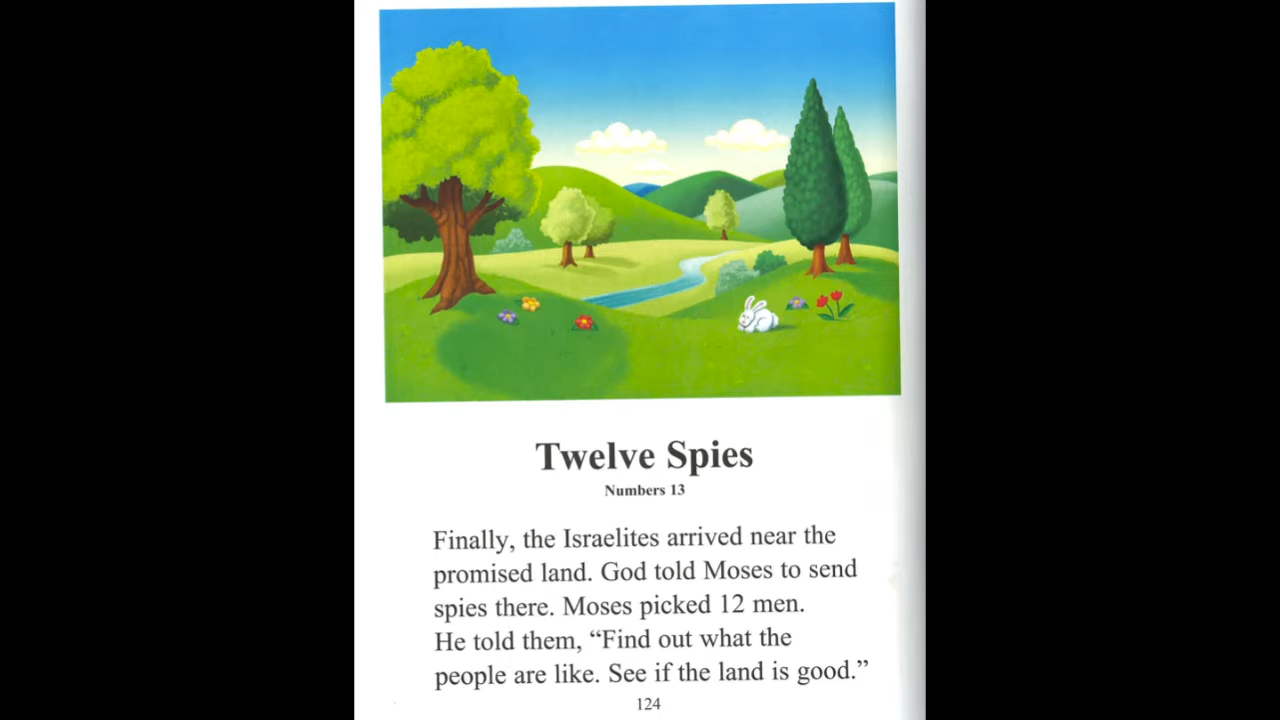 Twelve Spies
Numbers 13
Finally, the Israelites arrived near the
promised land. God told Moses to send
spies there. Moses picked 12 men.
He told them, “Find out what the
people are like. See if the land is good.”
124